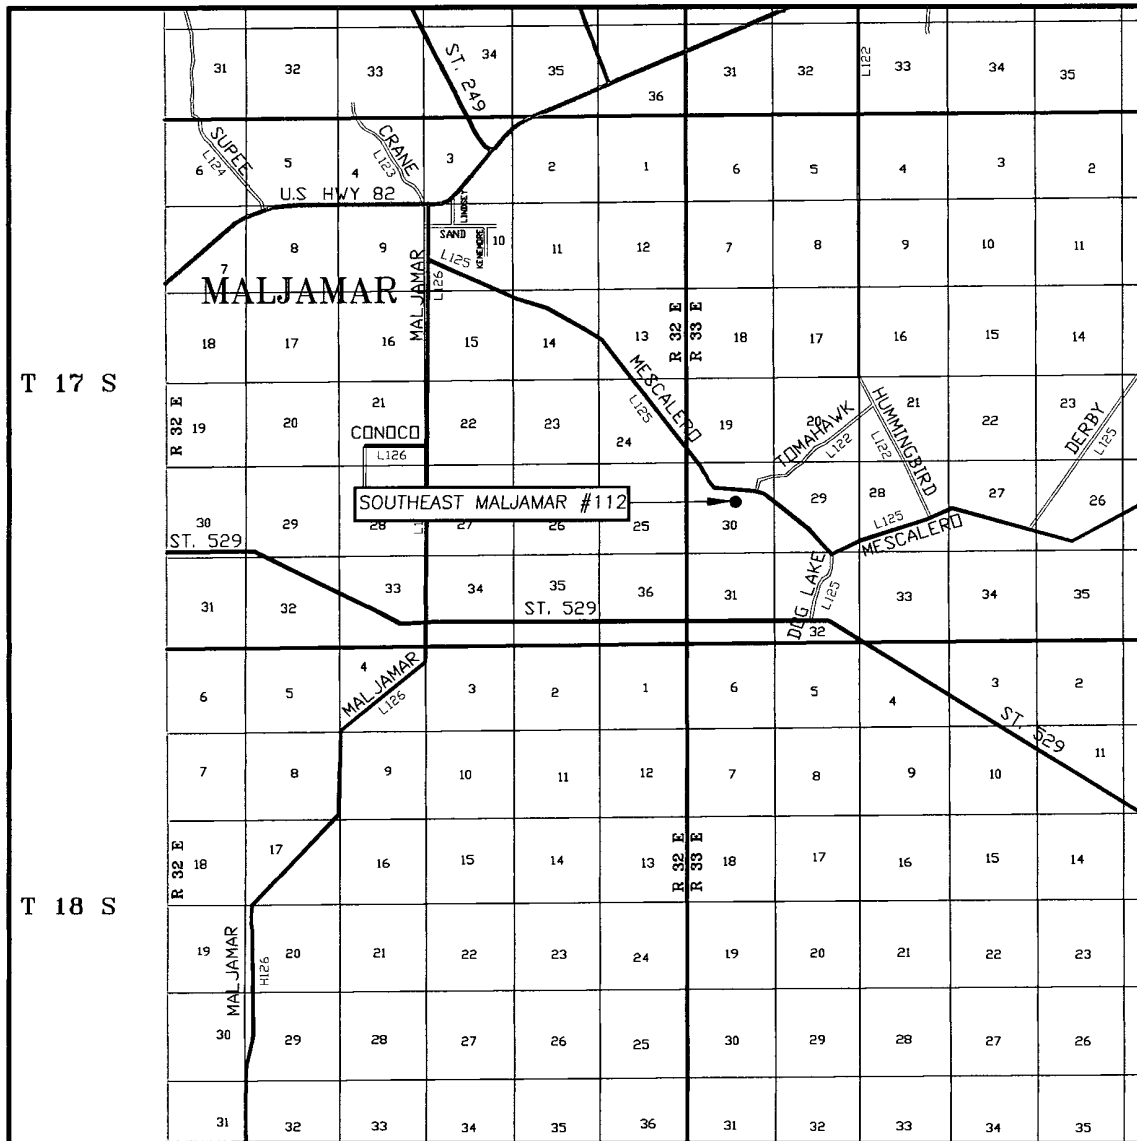 31 32 33 34 35 36 31 32 33 34 35
ST. 249
L122
SUPEE
L124
CRANE
L123
6 5 4 3 2 1 6 5 4 3 2
U.S HWY 82
LINDSEY
SAND
KENEMORE
L125
L126
MALJAMAR
7 8 9 10 11 12 7 8 9 10 11
MALJAMAR
18 17 16 15 14 13 18 17 16 15 14
R 32 E
R 33 E
T 17 S
R 32 E
MESCALERO
L125
19 20 21 22 23 24 19 20 21 22 23
CONOCO
L126
TOMAHAWK
L122
HUMMINGBIRD
L122
DERBY
L125
SOUTHEAST MALJAMAR #112
30 29 28 27 26 25 30 29 28 27 26
L125
MESCALERO
ST. 529
31 32 33 34 35 36 31 32 33 34 35
ST. 529
DOG LAKE
L125
6 5 4 3 2 1 6 5 4 3 2
MALJAMAR
L126
ST. 529
7 8 9 10 11 12 7 8 9 10 11
R 32 E
18 17 16 15 14 13 18 17 16 15 14
R 32 E
R 33 E
T 18 S
19 20 21 22 23 24 19 20 21 22 23
MALJAMAR
H126
30 29 28 27 26 25 30 29 28 27 26
31 32 33 34 35 36 31 32 33 34 35